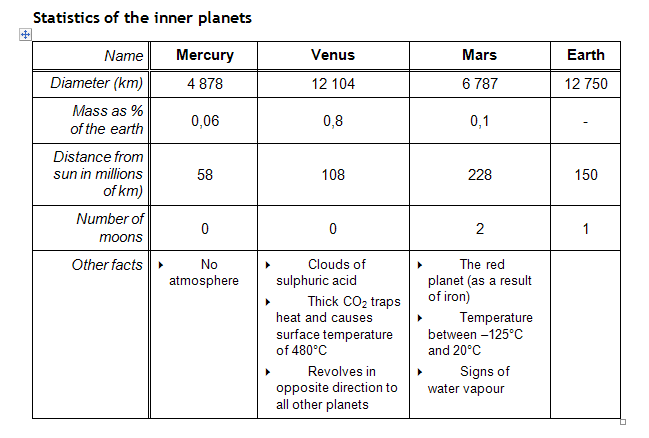 Statistics of the inner planets
Name Mercury Venus Mars Earth
Diameter (km) 4 878 12 104 6 787 12 750
Mass as %
of the earth 0,06 0,8 0,1 -
Distance from
sun in millions
of km) 58 108 228 150
Number of
moons 0 0 2 1
Other facts
No
atmosphere
Clouds of
sulphuric acid
Thick CO₂ traps
heat and causes
surface temperature
of 480°C
Revolves in
opposite direction to
all other planets
The red
planet (as a result
of iron)
Temperature
between –125°C
and 20°C
Signs of
water vapour